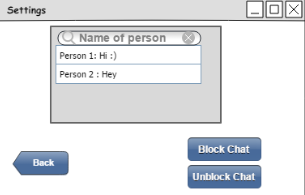 Settings
Name of person
Person 1: Hi :)
Person 2 : Hey
Block Chat
Back
Unblock Chat